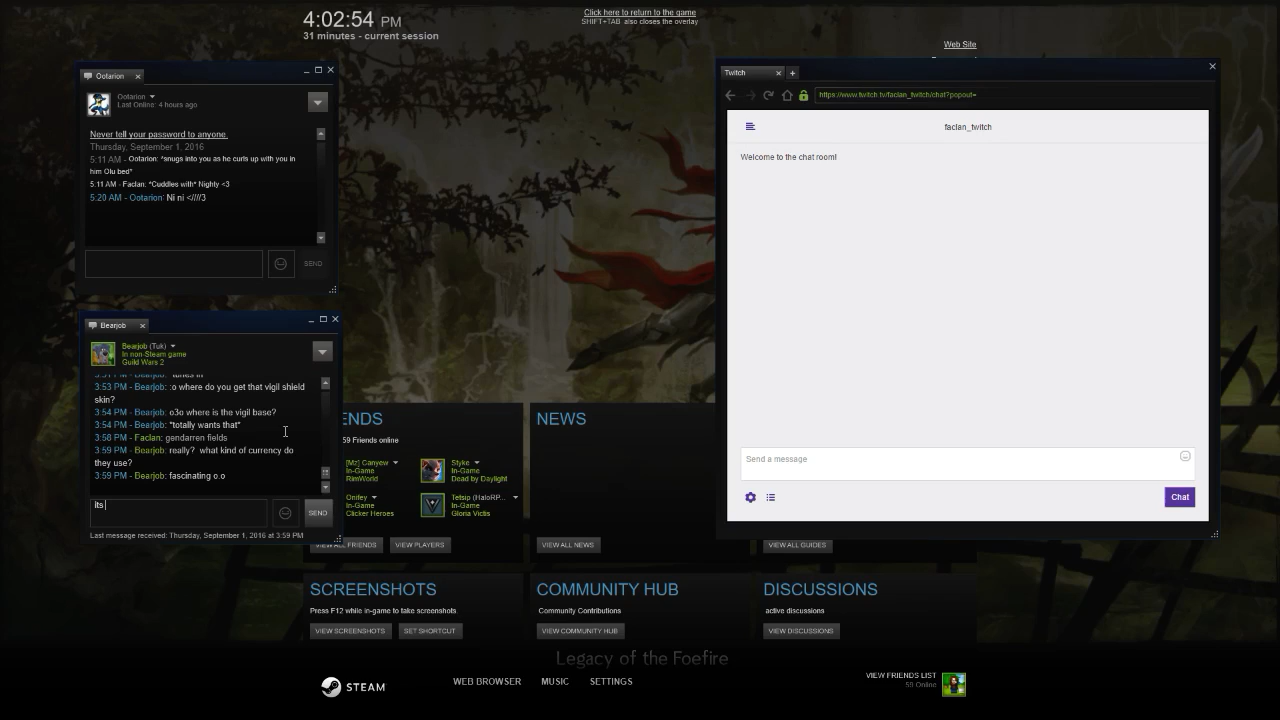 4:02:54 PM
31 minutes - current session
Click here to return to the game
SHIFT+TAB also closes the overlay
Web Site
Ootarion
Ootarion
Last Online: 4 hours ago
Never tell your password to anyone.
Thursday, September 1, 2016
5:11 AM - Ootarion: *snugs into you as he curls up with you in
him Olu bed*
5:11 AM - Faclan: *Cuddles with* Nighty <3
5:20 AM - Ootarion: Ni ni <////3
SEND
Bearjob
Bearjob (Tuk)
In non-Steam game
Guild Wars 2
3:53 PM - Bearjob: :o where do you get that vigil shield
skin?
3:54 PM - Bearjob: o3o where is the vigil base?
3:54 PM - Bearjob: *totally wants that*
3:58 PM - Faclan: gendarren fields
3:59 PM - Bearjob: really? what kind of currency do
they use?
3:59 PM - Bearjob: fascinating o.o
its
SEND
Last message received: Thursday, September 1, 2016 at 3:59 PM
Twitch
https://www.twitch.tv/faclan_twitch/chat?popout=
faclan_twitch
Welcome to the chat room!
Send a message
Chat
ENDS
59 Friends online
[Mz] Canyew
In-Game
RimWorld
Styke
In-Game
Dead by Daylight
Onifey
In-Game
Clicker Heroes
Tetsip (HaloRP...
In-Game
Gloria Victis
VIEW ALL FRIENDS
VIEW PLAYERS
NEWS
VIEW ALL NEWS
VIEW ALL GUIDES
SCREENSHOTS
Press F12 while in-game to take screenshots
VIEW SCREENSHOTS
SET SHORTCUT
COMMUNITY HUB
Community Contributions
VIEW COMMUNITY HUB
DISCUSSIONS
active discussions
VIEW DISCUSSIONS
Legacy of the Foefire
STEAM
WEB BROWSER
MUSIC
SETTINGS
VIEW FRIENDS LIST
59 Online